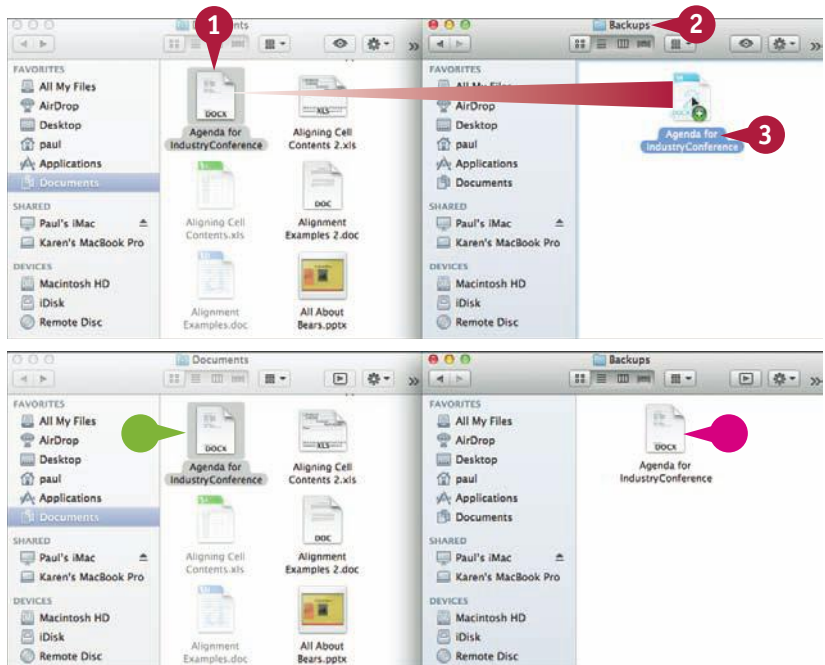 Documents
Backups
1
2
3
FAVORITES
All My Files
AirDrop
Desktop
paul
Applications
Documents
SHARED
Paul's iMac
Karen's MacBook Pro
DEVICES
Macintosh HD
iDisk
Remote Disc
DOCX
Agenda for
IndustryConference
XLS
Aligning Cell
Contents 2.xls
Aligning Cell
Contents.xls
DOC
Alignment
Examples 2.doc
Alignment
Examples.doc
All About
Bears.pptx
FAVORITES
All My Files
AirDrop
Desktop
paul
Applications
Documents
SHARED
Paul's iMac
Karen's MacBook Pro
DEVICES
Macintosh HD
iDisk
Remote Disc
DOCX
Agenda for
IndustryConference
Documents
Backups
FAVORITES
All My Files
AirDrop
Desktop
paul
Applications
Documents
SHARED
Paul's iMac
Karen's MacBook Pro
DEVICES
Macintosh HD
iDisk
Remote Disc
DOCX
Agenda for
IndustryConference
XLS
Aligning Cell
Contents 2.xls
Aligning Cell
Contents.xls
DOC
Alignment
Examples 2.doc
Alignment
Examples.doc
All About
Bears.pptx
FAVORITES
All My Files
AirDrop
Desktop
paul
Applications
Documents
SHARED
Paul's iMac
Karen's MacBook Pro
DEVICES
Macintosh HD
iDisk
Remote Disc
DOCX
Agenda for
IndustryConference